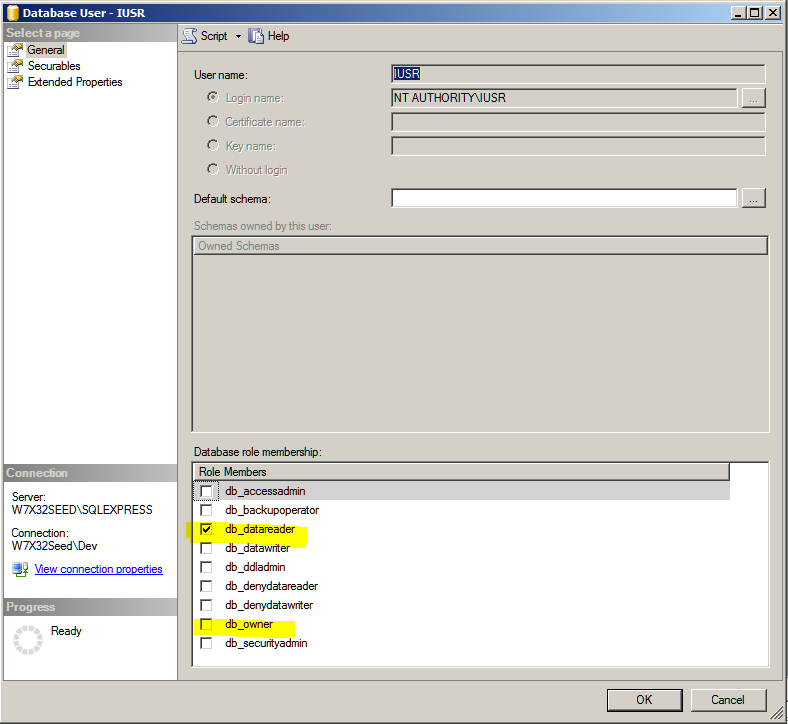 Database User - IUSR
Select a page
General
Securables
Extended Properties
Script Help
User name: IUSR
Login name: NT AUTHORITY\IUSR ...
Certificate name:
Key name:
Without login
Default schema: ...
Schemas owned by this user:
Owned Schemas
Database role membership:
Role Members
db_accessadmin
db_backupoperator
db_datareader
db_datawriter
db_ddladmin
db_denydatareader
db_denydatawriter
db_owner
db_securityadmin
Connection
Server:
W7X32SEED\SQLEXPRESS
Connection:
W7X32Seed\Dev
View connection properties
Progress
Ready
OK Cancel